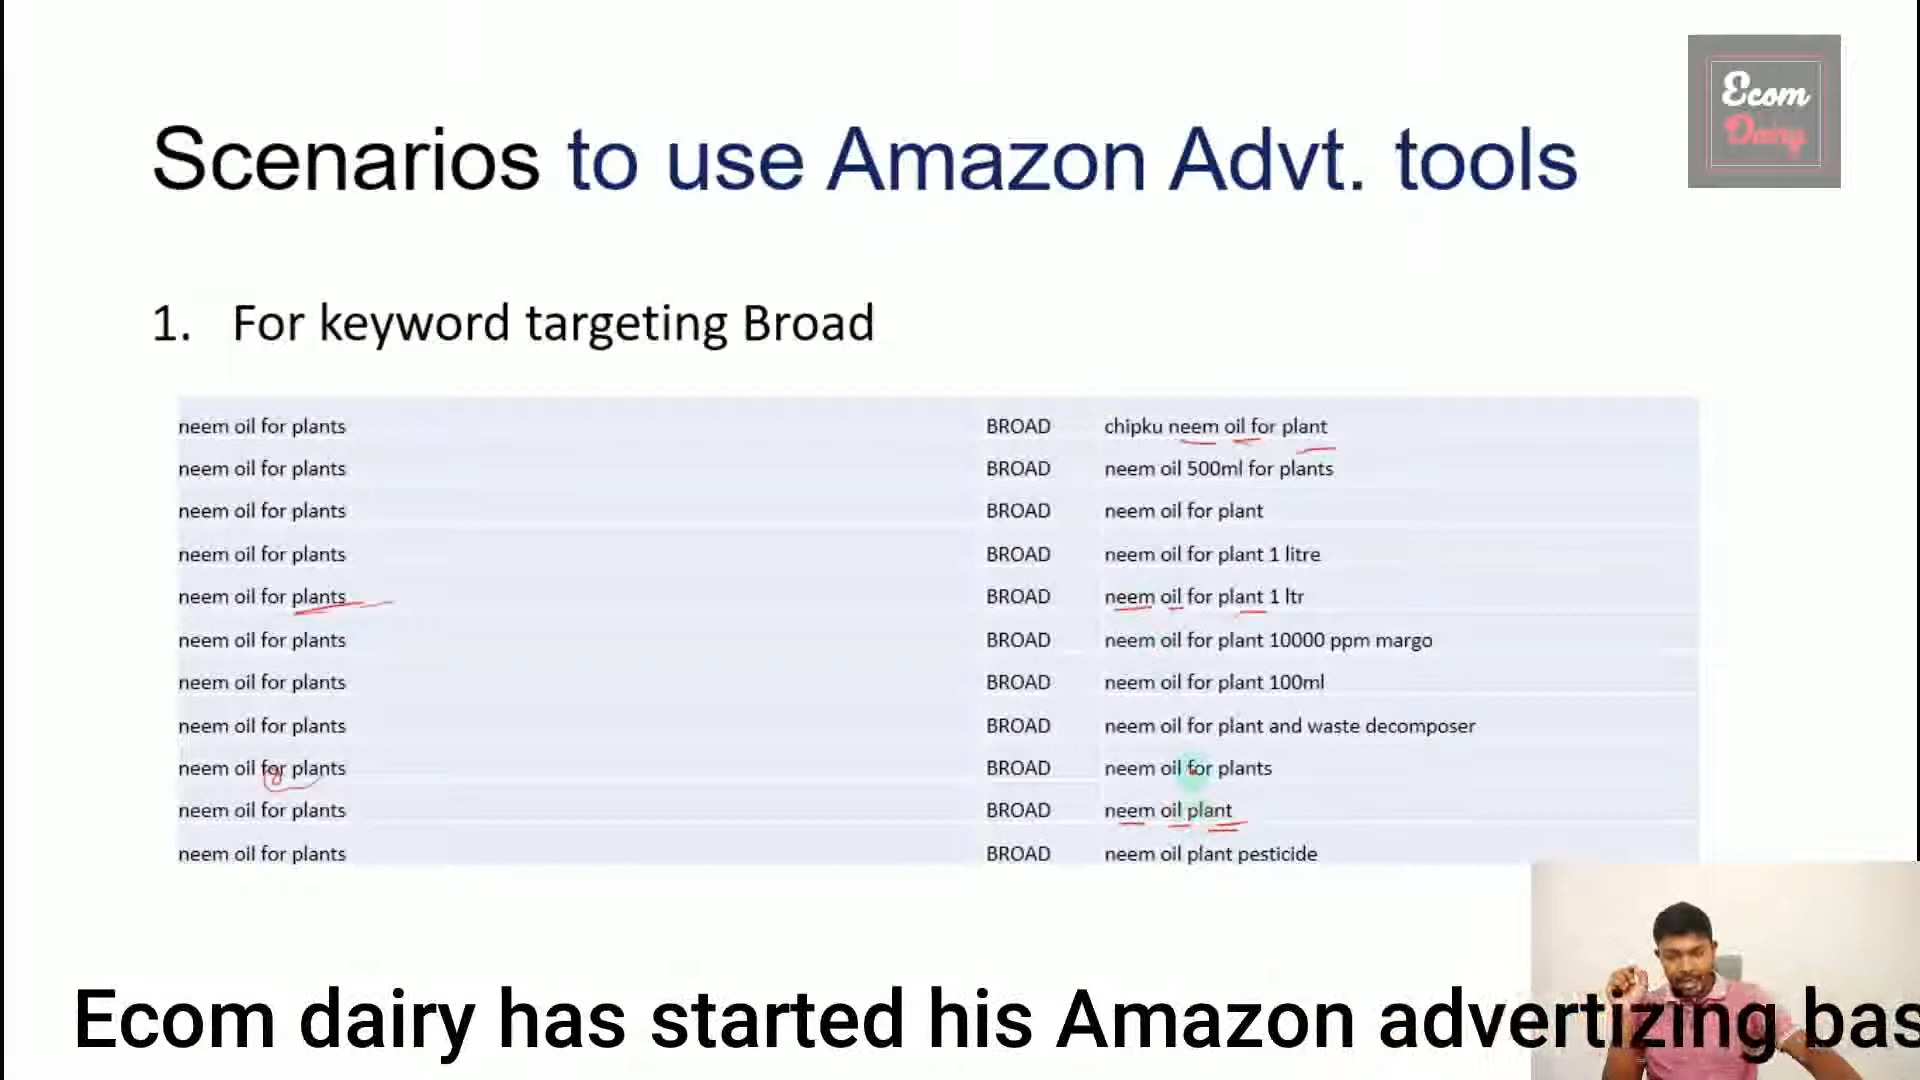 Ecom
Dairy
Scenarios to use Amazon Advt. tools
1. For keyword targeting Broad
neem oil for plants BROAD chipku neem oil for plant
neem oil for plants BROAD neem oil 500ml for plants
neem oil for plants BROAD neem oil for plant
neem oil for plants BROAD neem oil for plant 1 litre
neem oil for plants BROAD neem oil for plant 1 ltr
neem oil for plants BROAD neem oil for plant 10000 ppm margo
neem oil for plants BROAD neem oil for plant 100ml
neem oil for plants BROAD neem oil for plant and waste decomposer
neem oil for plants BROAD neem oil for plants
neem oil for plants BROAD neem oil plant
neem oil for plants BROAD neem oil plant pesticide
Ecom dairy has started his Amazon advertizing bas